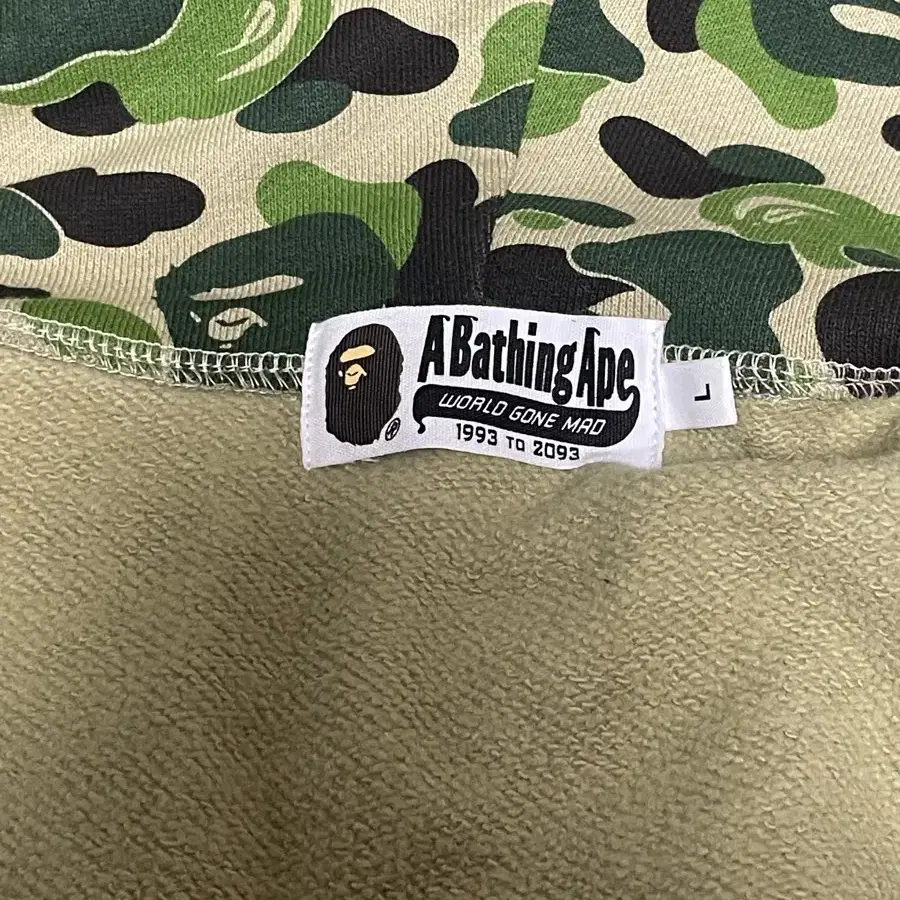 A Bathing Ape
WORLD GONE MAD
1993 TO 2093
®
L